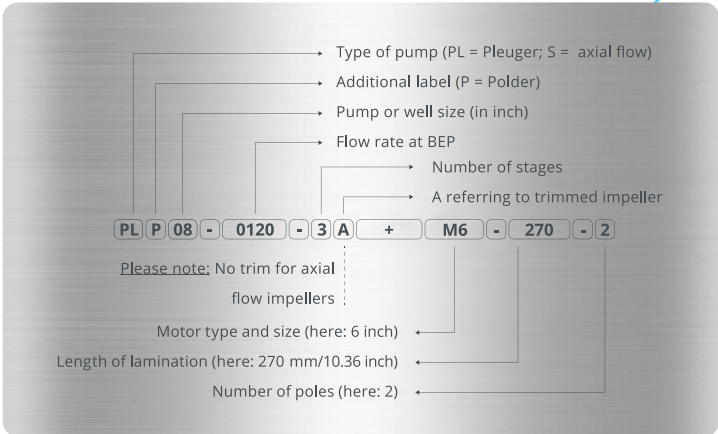 Type of pump (PL = Pleuger; S = axial flow)
Additional label (P = Polder)
Pump or well size (in inch)
Flow rate at BEP
Number of stages
A referring to trimmed impeller
PL P 08 - 0120 - 3 A + M6 - 270 - 2
Please note: No trim for axial
flow impellers
Motor type and size (here: 6 inch)
Length of lamination (here: 270 mm/10.36 inch)
Number of poles (here: 2)